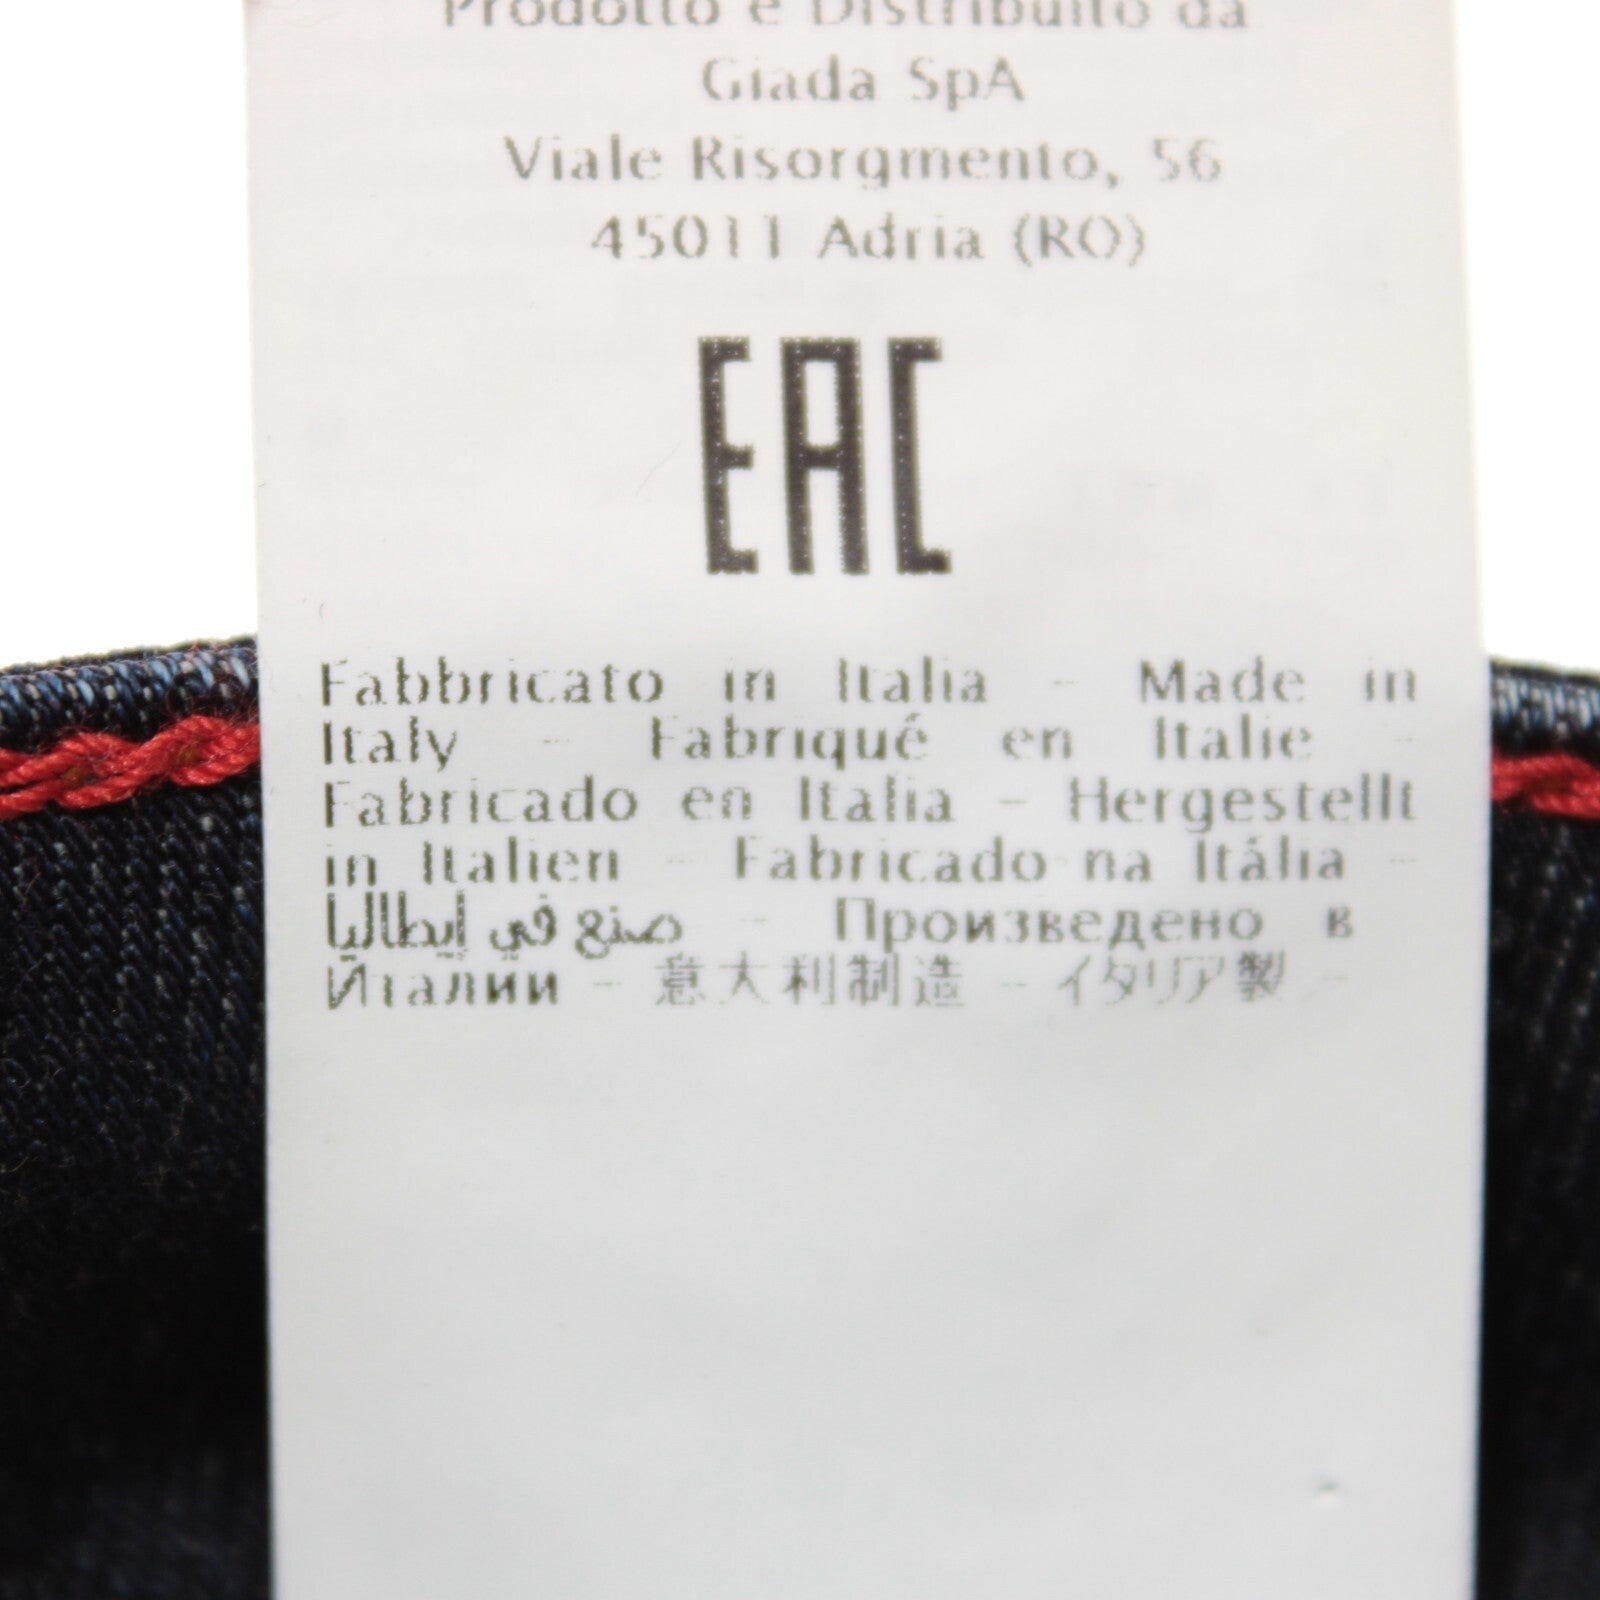 Prodotto e Distribuito da
Giada SpA
Viale Risorgmento, 56
45011 Adria (RO)
EAC
Fabbricato in Italia - Made in
Italy - Fabriqué en Italie -
Fabricado en Italia - Hergestellt
in Italien - Fabricado na Itália -
صنع في إيطاليا - Произведено в
Италии - 意大利制造 - イタリア製 -